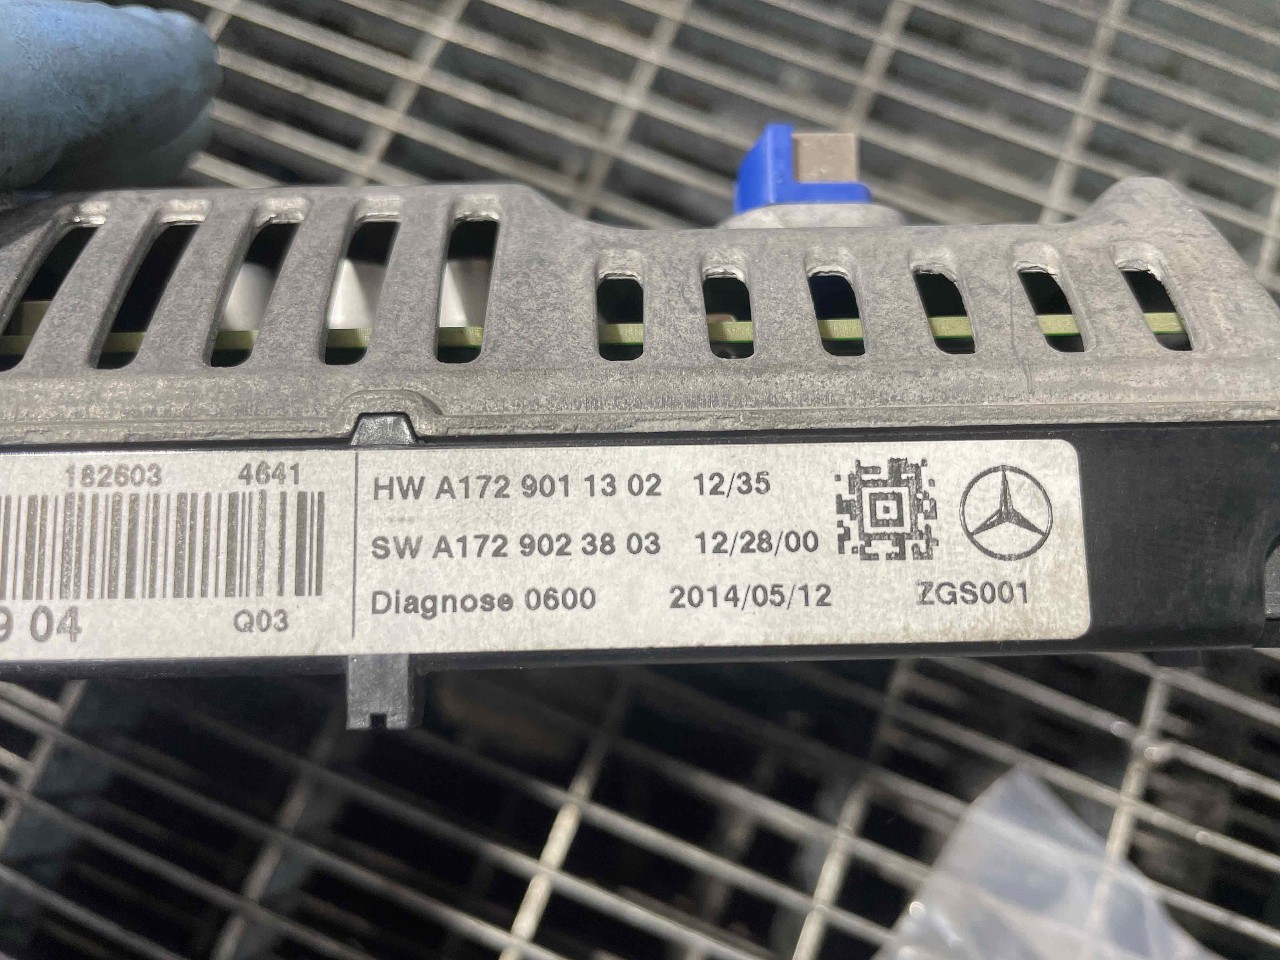 182603 4641
9 04 Q03
HW A172 901 13 02 12/35
SW A172 902 38 03 12/28/00
Diagnose 0600 2014/05/12 ZGS001